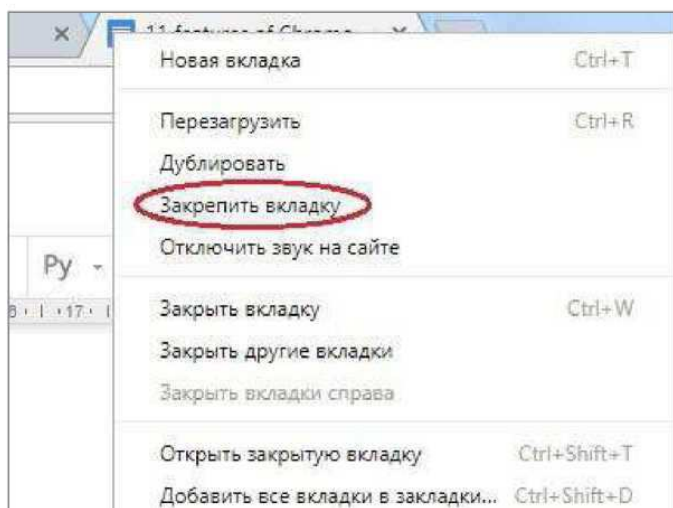 11 features of Chrome
Новая вкладка Ctrl+T
Перезагрузить Ctrl+R
Дублировать
Закрепить вкладку
Отключить звук на сайте
Ру
17
Закрыть вкладку Ctrl+W
Закрыть другие вкладки
Закрыть вкладки справа
Открыть закрытую вкладку Ctrl+Shift+T
Добавить все вкладки в закладки... Ctrl+Shift+D